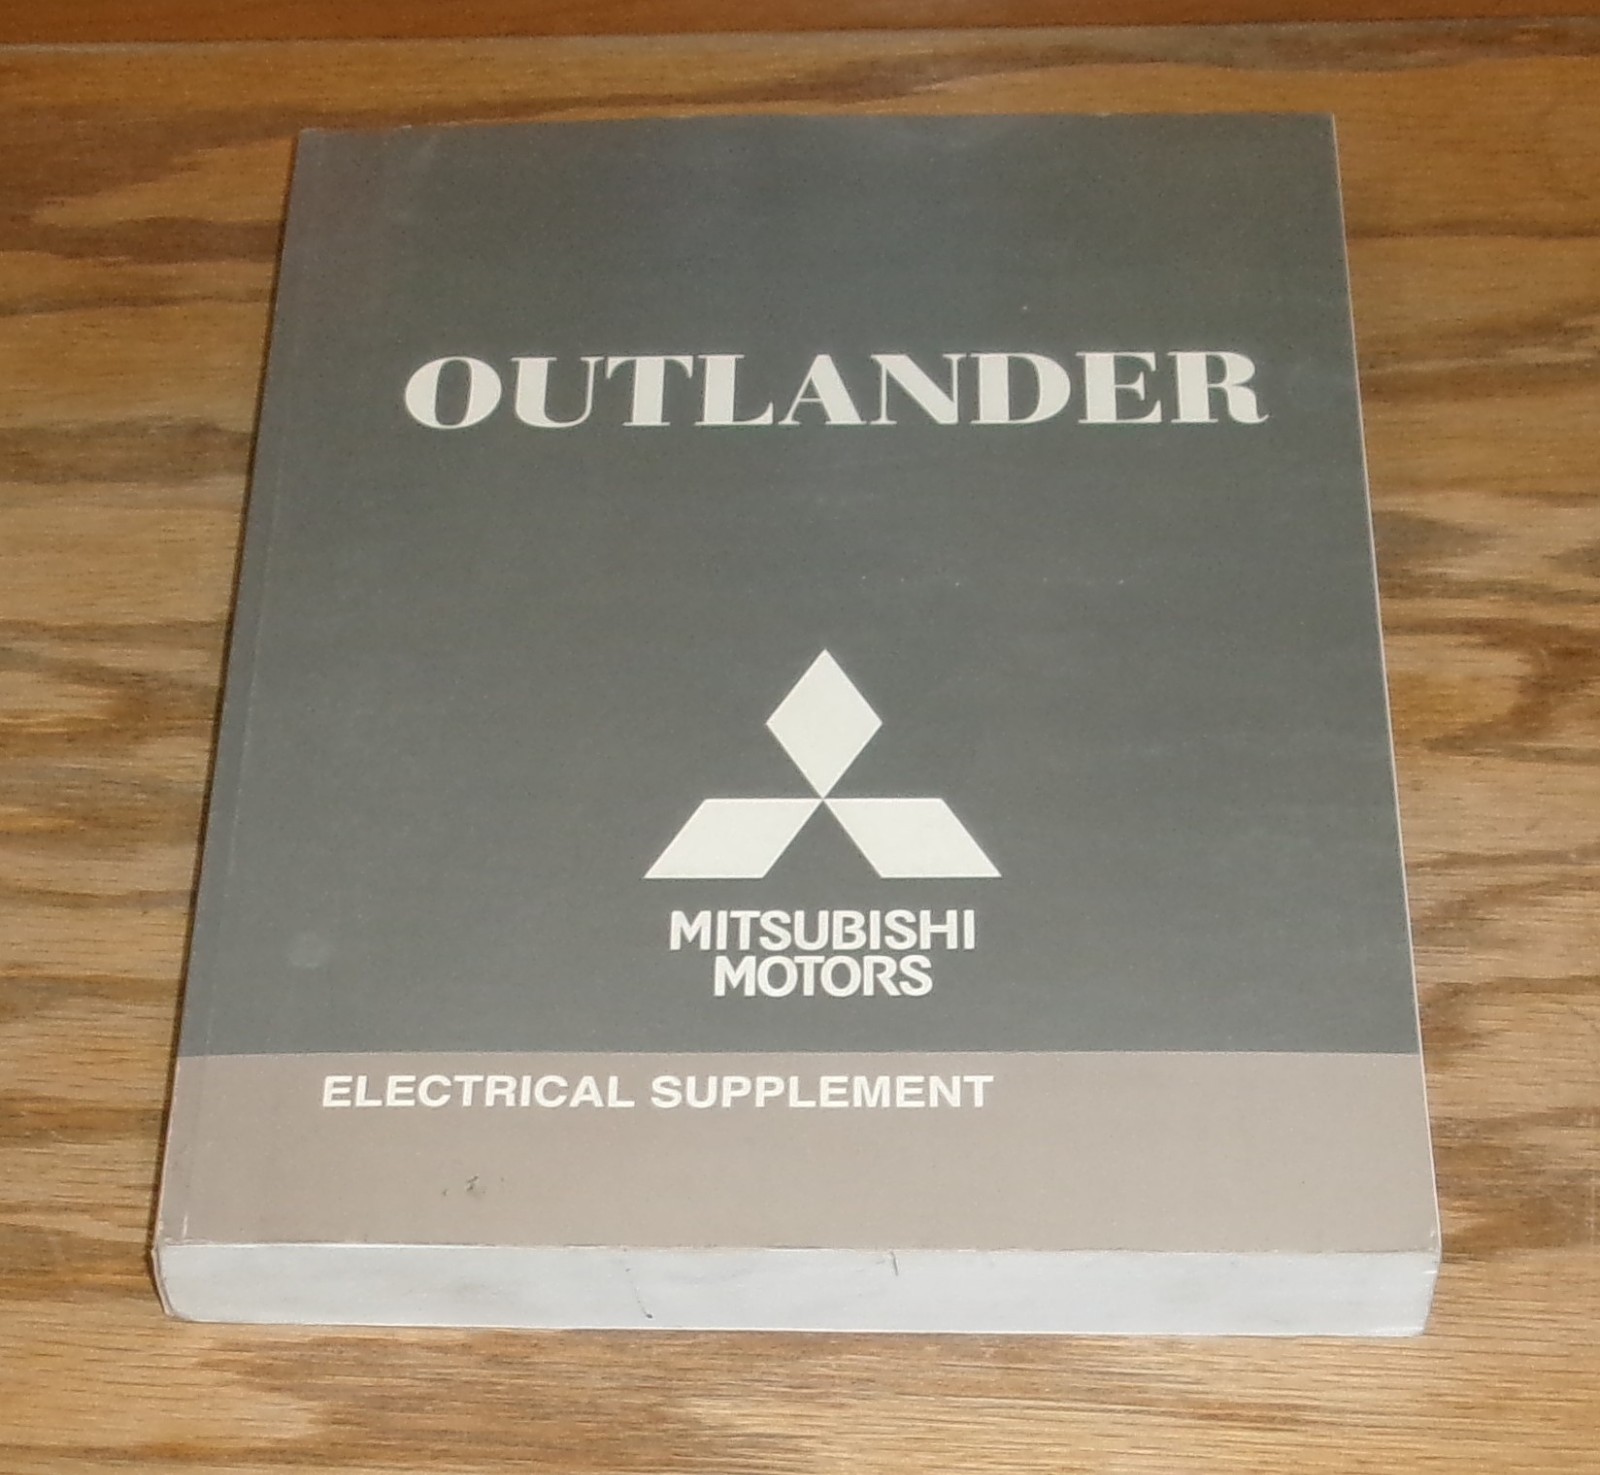 OUTLANDER
MITSUBISHI
MOTORS
ELECTRICAL SUPPLEMENT